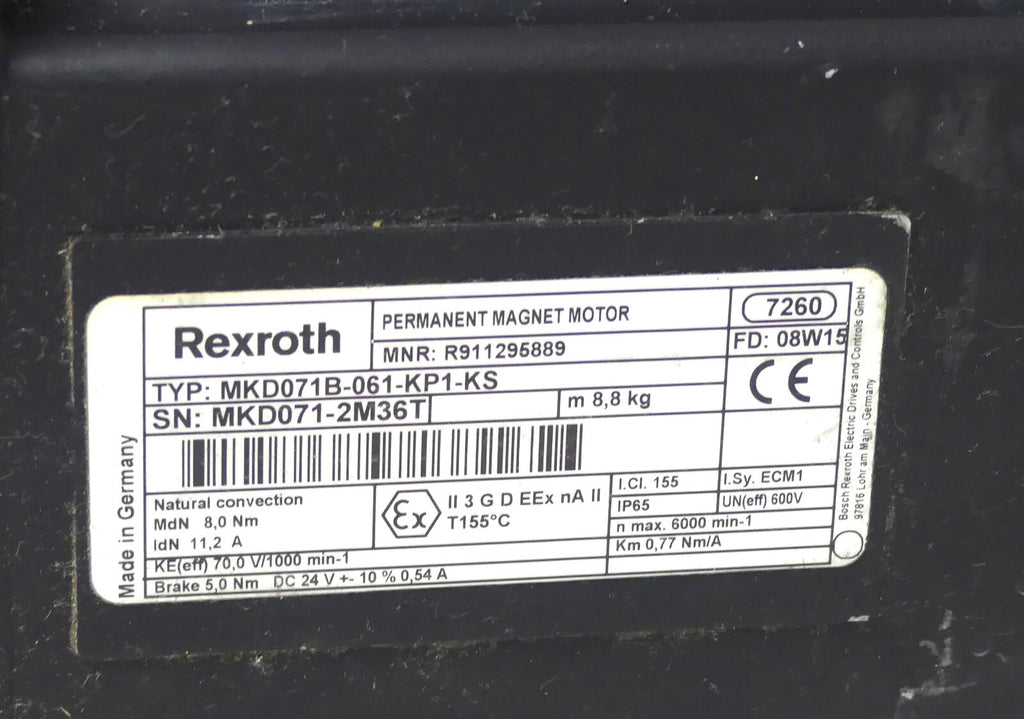 Rexroth
PERMANENT MAGNET MOTOR
7260
MNR: R911295889
FD: 08W15
TYP: MKD071B-061-KP1-KS
CE
SN: MKD071-2M36T
m 8,8 kg
Natural convection
MdN 8,0 Nm
IdN 11,2 A
Ex
II 3 G D EEx nA II
T155°C
I.Cl. 155
I.Sy. ECM1
IP65
UN(eff) 600V
n max. 6000 min-1
Km 0,77 Nm/A
KE(eff) 70,0 V/1000 min-1
Brake 5,0 Nm DC 24 V +- 10 % 0,54 A
Made in Germany
Bosch Rexroth Electric Drives and Controls GmbH
97816 Lohr am Main - Germany